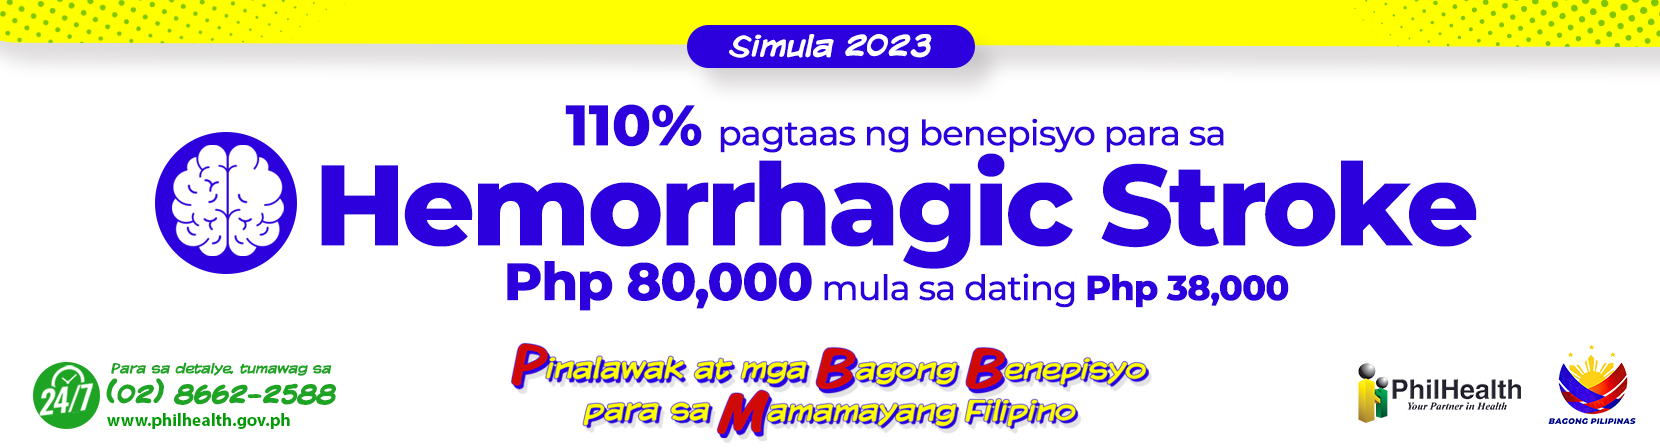 Simula 2023
110% pagtaas ng benepisyo para sa
Hemorrhagic Stroke
Php 80,000 mula sa dating Php 38,000
24/7
Para sa detalye, tumawag sa
(02) 8662-2588
www.philhealth.gov.ph
Pinalawak at mga Bagong Benepisyo
para sa Mamamayang Filipino
PhilHealth
Your Partner in Health
BAGONG PILIPINAS